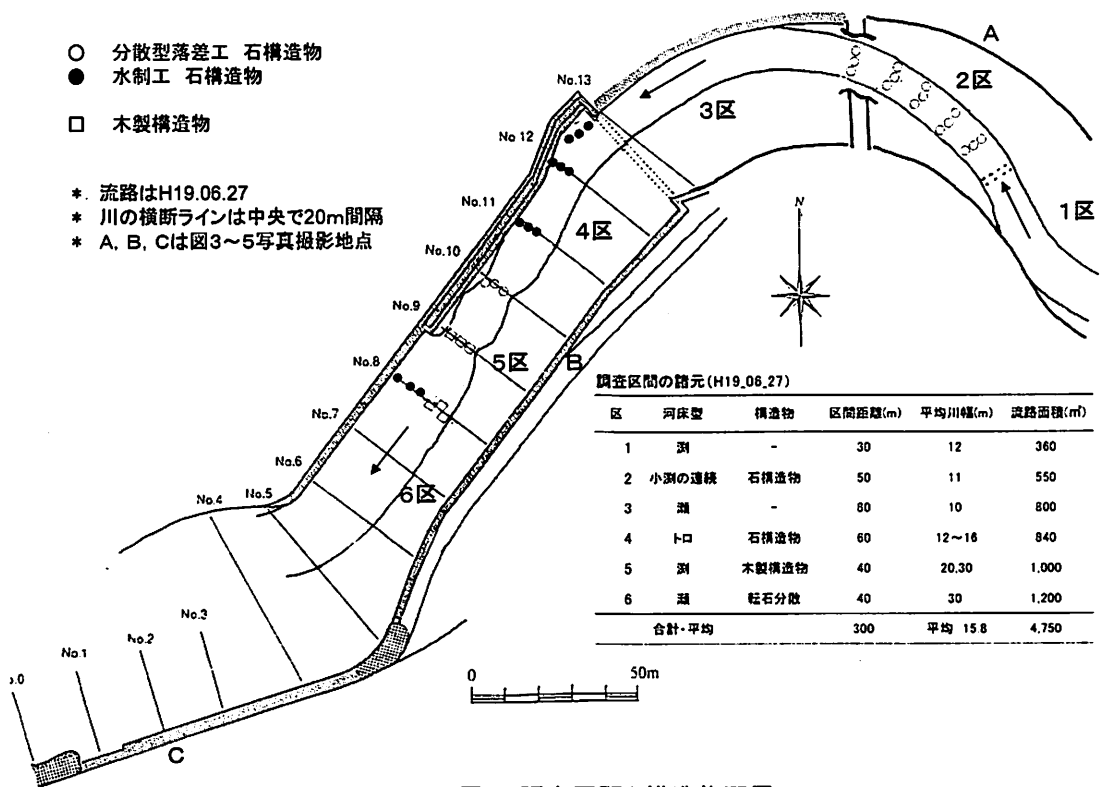 ○ 分散型落差工 石構造物
● 水制工 石構造物
□ 木製構造物
* 流路はH19.06.27
* 川の横断ラインは中央で20m間隔
* A, B, Cは図3～5写真撮影地点
A
2区
1区
3区
No.13
No 12
No.11
4区
No.10
No.9
5区
B
No.8
No.7
No.6
6区
No.5
No.4
No.3
No.2
No.1
C
N
0 50m
調査区間の諸元(H19.06.27)
区 河床型 構造物 区間距離(m) 平均川幅(m) 流路面積(㎡)
1 渕 - 30 12 360
2 小渕の連続 石構造物 50 11 550
3 瀬 - 80 10 800
4 トロ 石構造物 60 12～16 840
5 渕 木製構造物 40 20,30 1,000
6 瀬 転石分散 40 30 1,200
合計・平均 300 平均 15.8 4,750